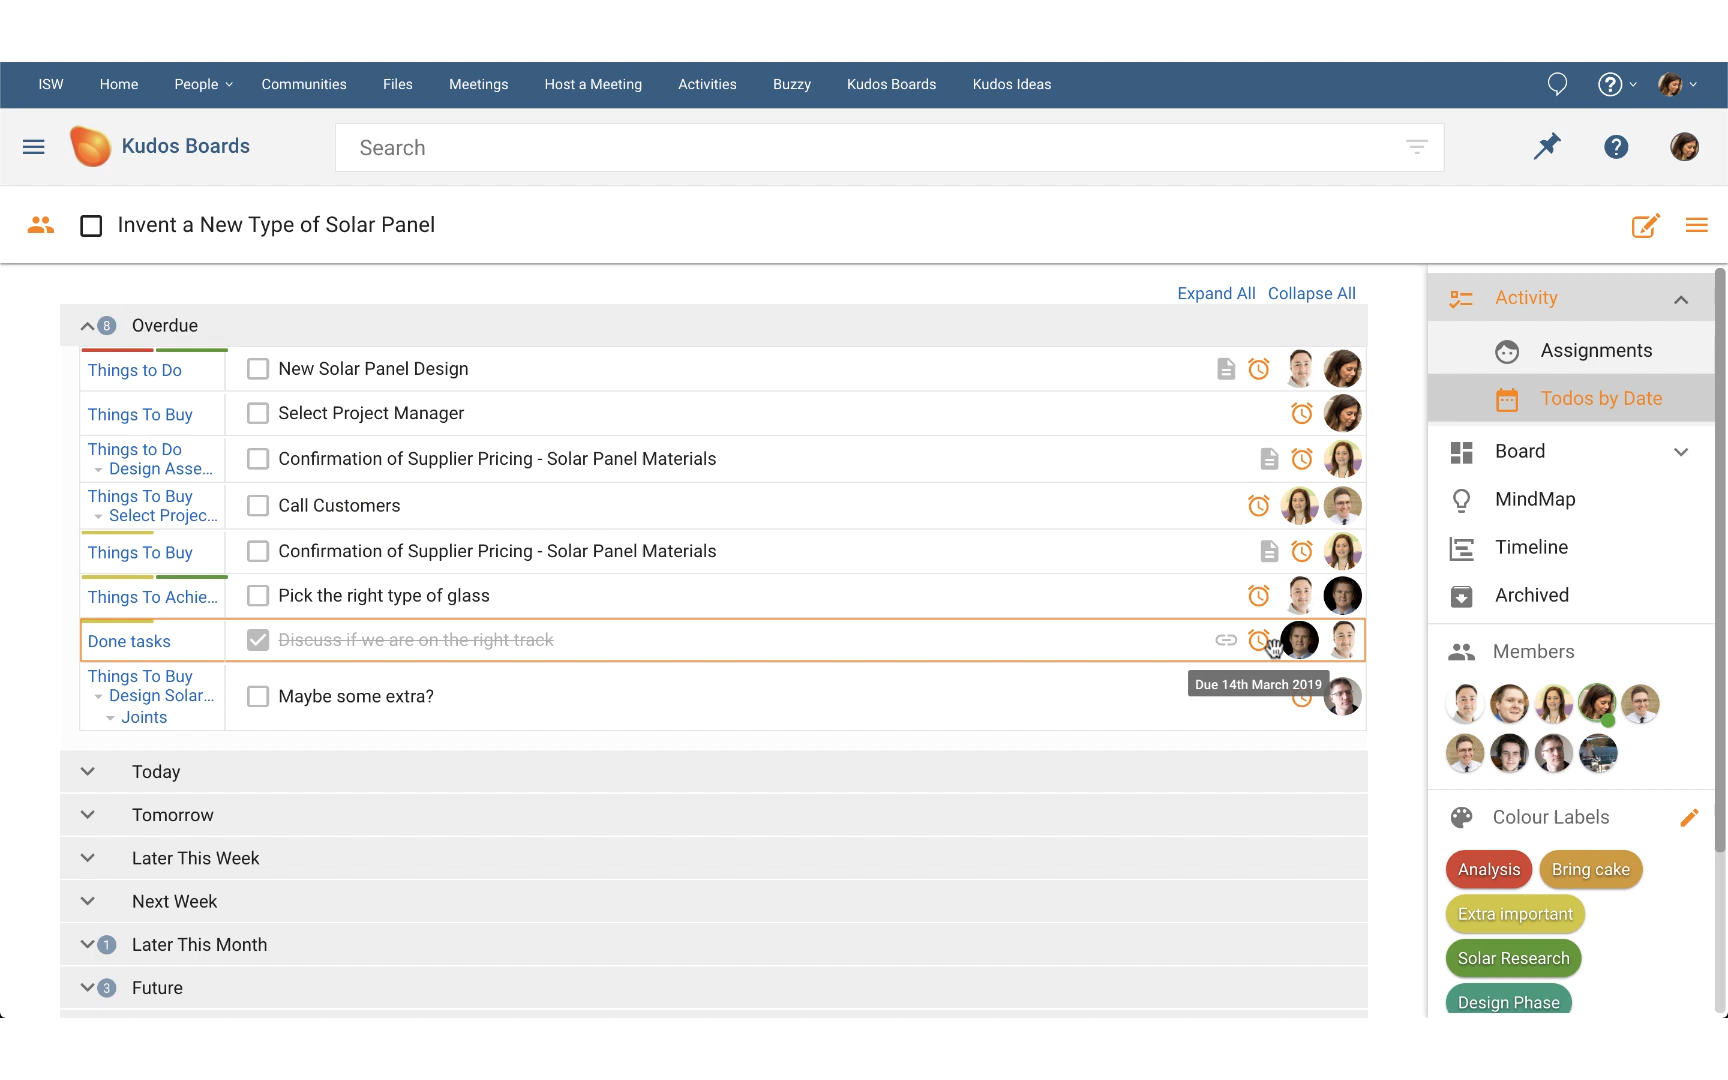 ISW Home People Communities Files Meetings Host a Meeting Activities Buzzy Kudos Boards Kudos Ideas ?
Kudos Boards Search ?
Invent a New Type of Solar Panel
Expand All Collapse All
8 Overdue
Things to Do New Solar Panel Design
Things To Buy Select Project Manager
Things to Do
Design Asse... Confirmation of Supplier Pricing - Solar Panel Materials
Things To Buy
Select Projec... Call Customers
Things To Buy Confirmation of Supplier Pricing - Solar Panel Materials
Things To Achie... Pick the right type of glass
Done tasks Discuss if we are on the right track
Due 14th March 2019
Things To Buy
Design Solar... Maybe some extra?
Joints
Today
Tomorrow
Later This Week
Next Week
1 Later This Month
3 Future
Activity
Assignments
Todos by Date
Board
MindMap
Timeline
Archived
Members
Colour Labels
Analysis Bring cake
Extra important
Solar Research
Design Phase